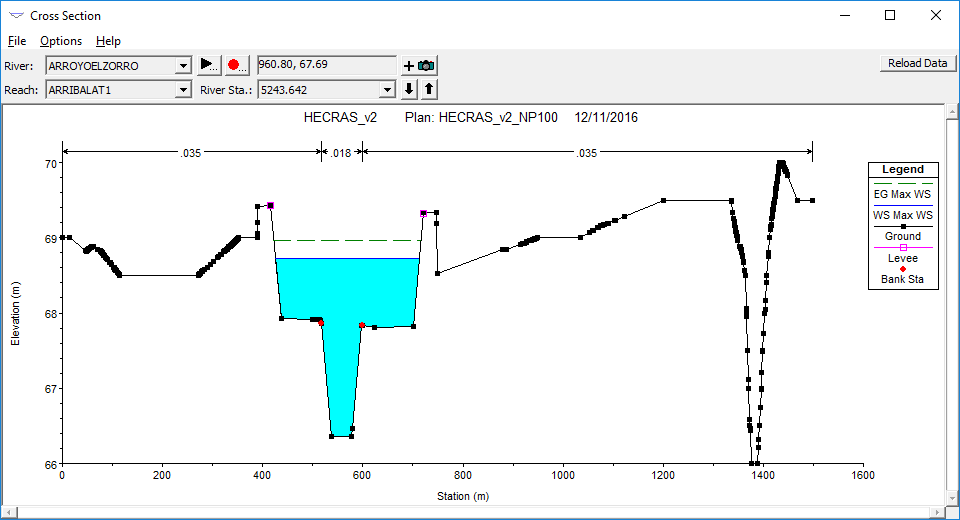 Cross Section
File Options Help
River: ARROYOELZORRO ... ... 960.80, 67.69 Reload Data
Reach: ARRIBALAT1 River Sta.: 5243.642
HECRAS_v2 Plan: HECRAS_v2_NP100 12/11/2016
.035 .018 .035
70
69
68
67
66
Elevation (m)
0 200 400 600 800 1000 1200 1400 1600
Station (m)
Legend
EG Max WS
WS Max WS
Ground
Levee
Bank Sta